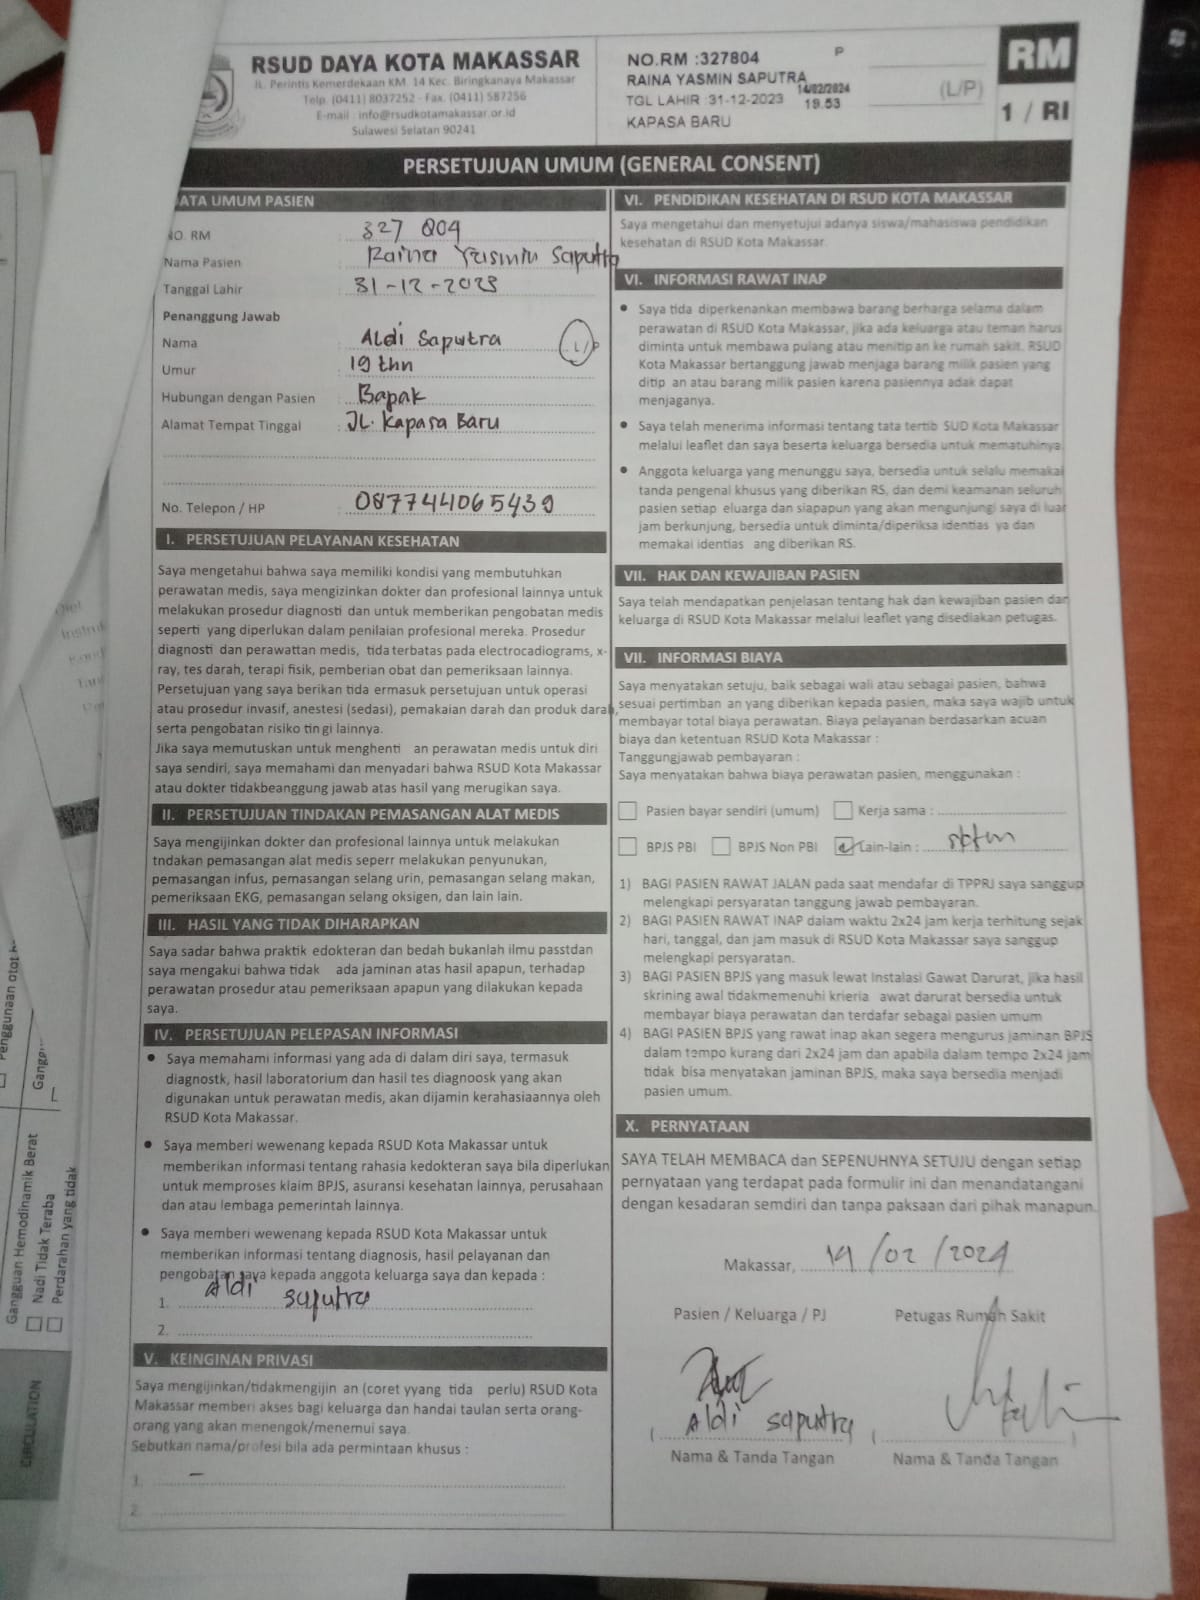 RSUD DAYA KOTA MAKASSAR
JL. Perintis Kemerdekaan KM. 14 Kec. Biringkanaya Makassar
Telp. (0411) 8037252 - Fax. (0411) 587256
E-mail : info@rsudkotamakassar.or.id
Sulawesi Selatan 90241
NO.RM :327804 P
RAINA YASMIN SAPUTRA
14/02/2024
TGL LAHIR :31-12-2023 19.53
KAPASA BARU
(L/P)
RM
1 / RI
PERSETUJUAN UMUM (GENERAL CONSENT)
ATA UMUM PASIEN
NO. RM : 327 804
Nama Pasien : Raina Yasmin Saputra
Tanggal Lahir : 31-12-2023
Penanggung Jawab
Nama : Aldi Saputra L/P
Umur : 19 thn
Hubungan dengan Pasien : Bapak
Alamat Tempat Tinggal : JL. Kapasa Baru
No. Telepon / HP : 087744065439
I. PERSETUJUAN PELAYANAN KESEHATAN
Saya mengetahui bahwa saya memiliki kondisi yang membutuhkan
perawatan medis, saya mengizinkan dokter dan profesional lainnya untuk
melakukan prosedur diagnosti dan untuk memberikan pengobatan medis
seperti yang diperlukan dalam penilaian profesional mereka. Prosedur
diagnosti dan perawattan medis, tida terbatas pada electrocadiograms, x-
ray, tes darah, terapi fisik, pemberian obat dan pemeriksaan lainnya.
Persetujuan yang saya berikan tida ermasuk persetujuan untuk operasi
atau prosedur invasif, anestesi (sedasi), pemakaian darah dan produk darah,
serta pengobatan risiko tin gi lainnya.
Jika saya memutuskan untuk menghenti an perawatan medis untuk diri
saya sendiri, saya memahami dan menyadari bahwa RSUD Kota Makassar
atau dokter tidakbeanggung jawab atas hasil yang merugikan saya.
II. PERSETUJUAN TINDAKAN PEMASANGAN ALAT MEDIS
Saya mengijinkan dokter dan profesional lainnya untuk melakukan
tndakan pemasangan alat medis seperr melakukan penyunukan,
pemasangan infus, pemasangan selang urin, pemasangan selang makan,
pemeriksaan EKG, pemasangan selang oksigen, dan lain lain.
III. HASIL YANG TIDAK DIHARAPKAN
Saya sadar bahwa praktik edokteran dan bedah bukanlah ilmu passtdan
saya mengakui bahwa tidak ada jaminan atas hasil apapun, terhadap
perawatan prosedur atau pemeriksaan apapun yang dilakukan kepada
saya.
IV. PERSETUJUAN PELEPASAN INFORMASI
• Saya memahami informasi yang ada di dalam diri saya, termasuk
diagnostk, hasil laboratorium dan hasil tes diagnoosk yang akan
digunakan untuk perawatan medis, akan dijamin kerahasiaannya oleh
RSUD Kota Makassar.
• Saya memberi wewenang kepada RSUD Kota Makassar untuk
memberikan informasi tentang rahasia kedokteran saya bila diperlukan
untuk memproses klaim BPJS, asuransi kesehatan lainnya, perusahaan
dan atau lembaga pemerintah lainnya.
• Saya memberi wewenang kepada RSUD Kota Makassar untuk
memberikan informasi tentang diagnosis, hasil pelayanan dan
pengobatan saya kepada anggota keluarga saya dan kepada :
1. Aldi saputra
2.
V. KEINGINAN PRIVASI
Saya mengijinkan/tidakmengijin an (coret yyang tida perlu) RSUD Kota
Makassar memberi akses bagi keluarga dan handai taulan serta orang-
orang yang akan menengok/menemui saya.
Sebutkan nama/profesi bila ada permintaan khusus :
1. –
2.
VI. PENDIDIKAN KESEHATAN DI RSUD KOTA MAKASSAR
Saya mengetahui dan menyetujui adanya siswa/mahasiswa pendidikan
kesehatan di RSUD Kota Makassar.
VI. INFORMASI RAWAT INAP
• Saya tida diperkenankan membawa barang berharga selama dalam
perawatan di RSUD Kota Makassar, jika ada keluarga atau teman harus
diminta untuk membawa pulang atau menitip an ke rumah sakit. RSUD
Kota Makassar bertanggung jawab menjaga barang milik pasien yang
ditip an atau barang milik pasien karena pasiennya adak dapat
menjaganya.
• Saya telah menerima informasi tentang tata tertib SUD Kota Makassar
melalui leaflet dan saya beserta keluarga bersedia untuk mematuhinya.
• Anggota keluarga yang menunggu saya, bersedia untuk selalu memakai
tanda pengenal khusus yang diberikan RS, dan demi keamanan seluruh
pasien setiap eluarga dan siapapun yang akan mengunjungi saya di luar
jam berkunjung, bersedia untuk diminta/diperiksa identias ya dan
memakai identias ang diberikan RS.
VII. HAK DAN KEWAJIBAN PASIEN
Saya telah mendapatkan penjelasan tentang hak dan kewajiban pasien dan
keluarga di RSUD Kota Makassar melalui leaflet yang disediakan petugas.
VII. INFORMASI BIAYA
Saya menyatakan setuju, baik sebagai wali atau sebagai pasien, bahwa
sesuai pertimban an yang diberikan kepada pasien, maka saya wajib untuk
membayar total biaya perawatan. Biaya pelayanan berdasarkan acuan
biaya dan ketentuan RSUD Kota Makassar :
Tanggungjawab pembayaran :
Saya menyatakan bahwa biaya perawatan pasien, menggunakan :
Pasien bayar sendiri (umum) Kerja sama :
BPJS PBI BPJS Non PBI Lain-lain : sktm
1) BAGI PASIEN RAWAT JALAN pada saat mendafar di TPPRJ saya sanggup
melengkapi persyaratan tanggung jawab pembayaran.
2) BAGI PASIEN RAWAT INAP dalam waktu 2x24 jam kerja terhitung sejak
hari, tanggal, dan jam masuk di RSUD Kota Makassar saya sanggup
melengkapi persyaratan.
3) BAGI PASIEN BPJS yang masuk lewat Instalasi Gawat Darurat, jika hasil
skrining awal tidakmemenuhi krieria awat darurat bersedia untuk
membayar biaya perawatan dan terdafar sebagai pasien umum
4) BAGI PASIEN BPJS yang rawat inap akan segera mengurus jaminan BPJS
dalam tempo kurang dari 2x24 jam dan apabila dalam tempo 2x24 jam
tidak bisa menyatakan jaminan BPJS, maka saya bersedia menjadi
pasien umum.
X. PERNYATAAN
SAYA TELAH MEMBACA dan SEPENUHNYA SETUJU dengan setiap
pernyataan yang terdapat pada formulir ini dan menandatangani
dengan kesadaran semdiri dan tanpa paksaan dari pihak manapun.
Makassar, 14/02/2024
Pasien / Keluarga / PJ Petugas Rumah Sakit
( Aldi saputra ( )
Nama & Tanda Tangan Nama & Tanda Tangan
Penggunaan Otot
Gangguan Hemodinamik Berat
Nadi Tidak Teraba
Perdarahan yang tidak
CIRCULATION